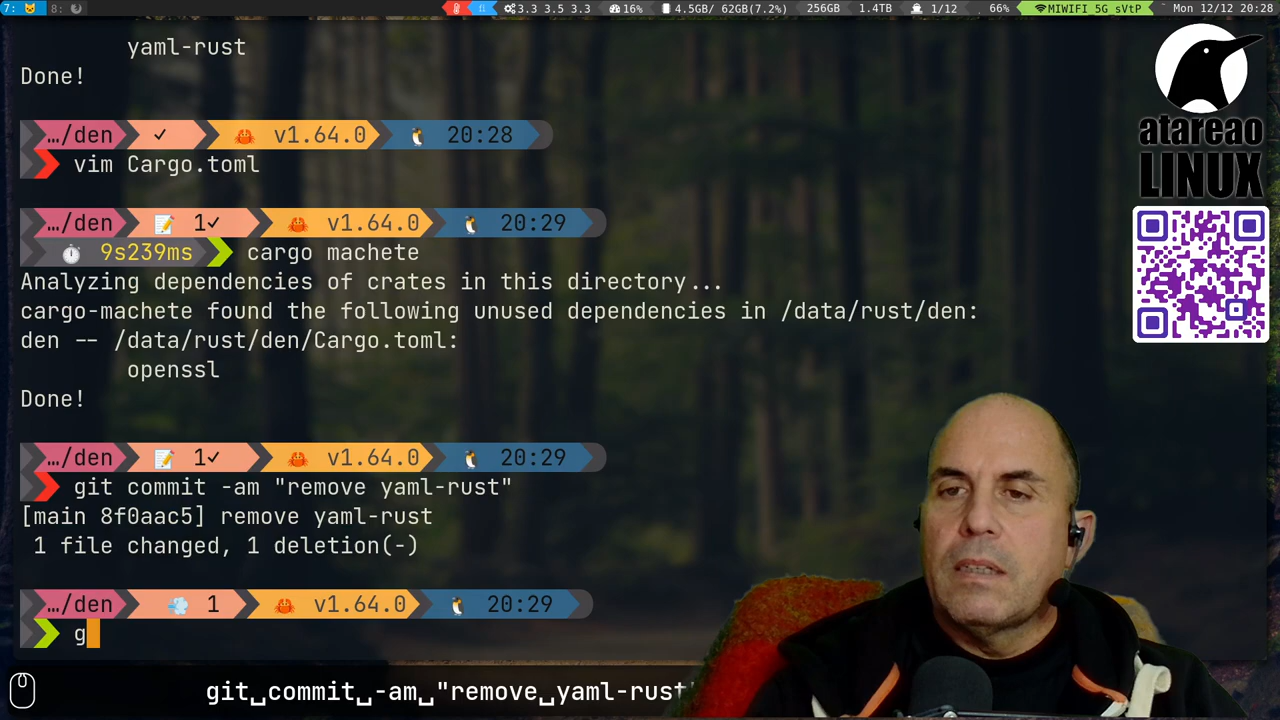 7: 8: 3.3 3.5 3.3 16% 4.5GB/ 62GB(7.2%) 256GB 1.4TB 1/12 66% MIWIFI 5G sVtP Mon 12/12 20:28
yaml-rust
Done!
…/den ✓ v1.64.0 20:28
vim Cargo.toml
…/den 1✓ v1.64.0 20:29
9s239ms cargo machete
Analyzing dependencies of crates in this directory...
cargo-machete found the following unused dependencies in /data/rust/den:
den -- /data/rust/den/Cargo.toml:
openssl
Done!
…/den 1✓ v1.64.0 20:29
git commit -am "remove yaml-rust"
[main 8f0aac5] remove yaml-rust
1 file changed, 1 deletion(-)
…/den 1 v1.64.0 20:29
g
git␣commit␣-am␣"remove␣yaml-rust"
atareao
LINUX